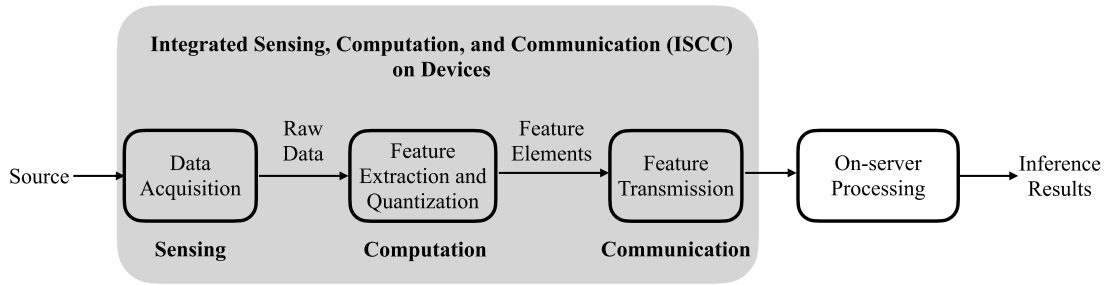 Integrated Sensing, Computation, and Communication (ISCC)
on Devices
Source
Data
Acquisition
Sensing
Raw
Data
Feature
Extraction and
Quantization
Computation
Feature
Elements
Feature
Transmission
Communication
On-server
Processing
Inference
Results